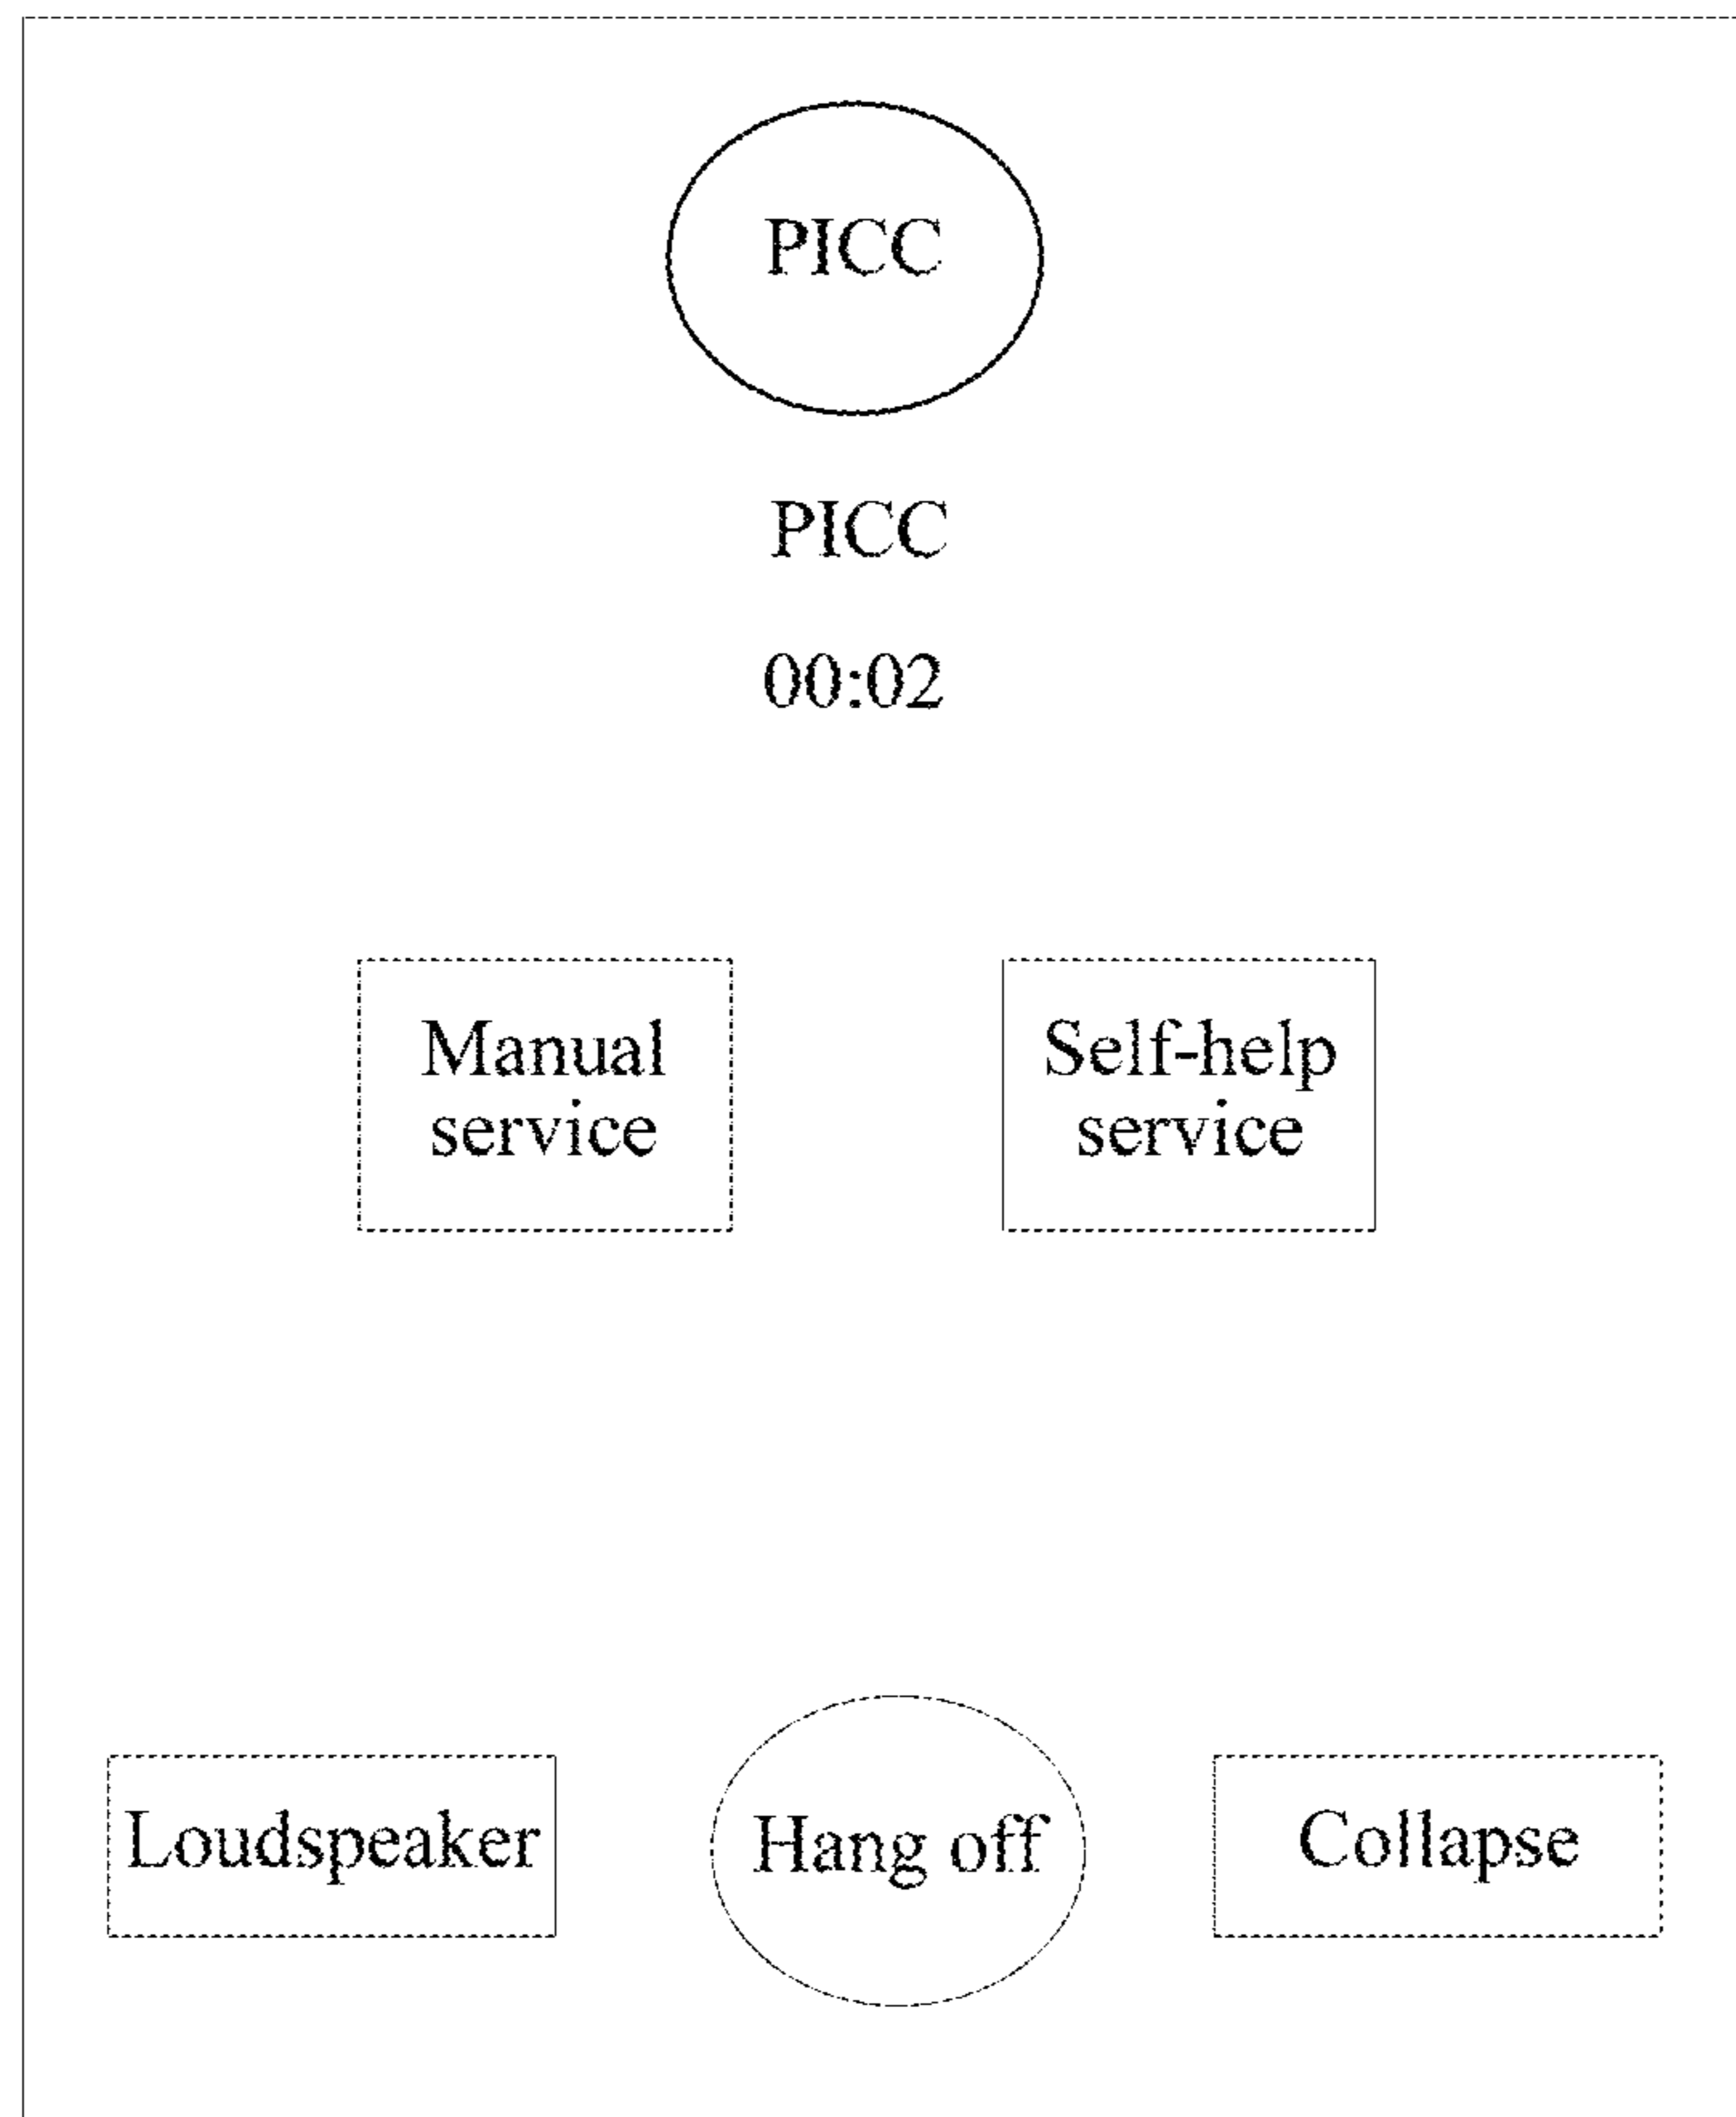 PICC
PICC
00:02
Manual
service
Self-help
service
Loudspeaker
Hang off
Collapse